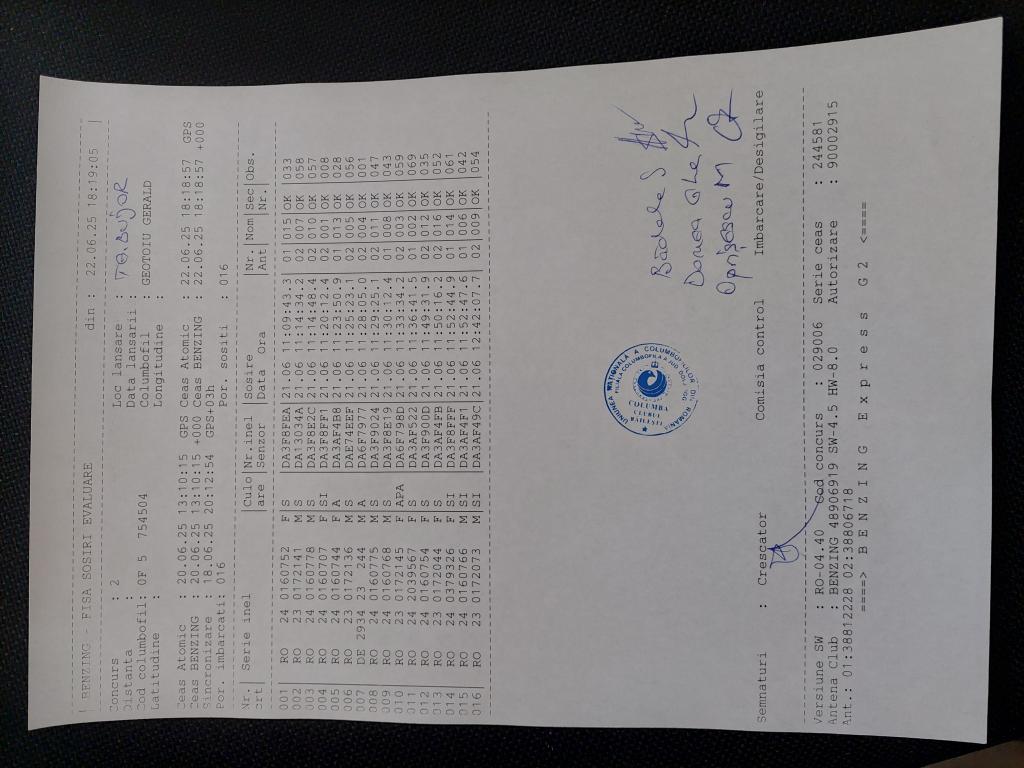 | BENZING - FISA SOSIRI EVALUARE din : 22.06.25 18:19:05 |
Concurs : 2 Loc lansare :
Distanta : Data lansarii :
Cod columbofil: OF 5 754504 Columbofil : GEOTOIU GERALD
Latitudine : Longitudine :
Ceas Atomic : 20.06.25 13:10:15 GPS Ceas Atomic : 22.06.25 18:18:57 GPS
Ceas BENZING : 20.06.25 13:10:15 +000 Ceas BENZING : 22.06.25 18:18:57 +000
Sincronizare : 18.06.25 20:12:54 GPS+03h
Por. imbarcati: 016 Por. sositi : 016
Nr. | Serie inel |Culo|Nr.inel |Sosire |Nr. |Nom |Sec|Obs.
crt| |are |Senzor |Data Ora |Ant | |Nr.
001| RO 24 0160752 F|S |DA3F8FEA|21.06 11:09:43.3|01|015|OK |033
002| RO 23 0172141 M|S |DA13034A|21.06 11:14:34.2|02|007|OK |058
003| RO 24 0160778 M|S |DA3F8E2C|21.06 11:14:48.4|02|010|OK |057
004| RO 24 0160707 F|SI |DA3F8FF1|21.06 11:20:12.4|02|001|OK |008
005| RO 24 0160744 F|A |DA3AF4B8|21.06 11:23:50.9|01|013|OK |028
006| RO 23 0172136 M|S |DAE74EEF|21.06 11:25:23.1|02|005|OK |056
007| DE 2934 23 244 M|A |DA6F7977|21.06 11:28:05.0|02|004|OK |001
008| RO 24 0160775 M|S |DA3F9024|21.06 11:29:25.1|02|011|OK |047
009| RO 24 0160768 M|S |DA3F8E19|21.06 11:30:12.4|01|008|OK |043
010| RO 23 0172145 F|APA |DA6F79BD|21.06 11:33:34.2|02|003|OK |059
011| RO 24 2039567 F|S |DA3AF522|21.06 11:36:41.5|01|002|OK |069
012| RO 24 0160754 F|S |DA3F90DD|21.06 11:49:31.9|02|012|OK |035
013| RO 23 0172044 F|S |DA3AF4FB|21.06 11:50:16.2|02|016|OK |052
014| RO 24 0379326 F|SI |DA3F8FFF|21.06 11:52:44.9|01|014|OK |061
015| RO 24 0160766 M|SI |DA3AF4F1|21.06 11:52:47.6|01|006|OK |042
016| RO 23 0172073 M|SI |DA3AF49C|21.06 12:42:07.7|02|009|OK |054
UNIUNEA NATIONALA A COLUMBOFILILOR DIN ROMANIA
FILIALA COLUMBOFILA A JUD DOLJ
COLUMBA
CLUBUL
Semnaturi : Crescator Comisia control Imbarcare/Desigilare
Versiune SW : RO-04.40 Cod concurs : 029006 Serie ceas : 244581
Antena Club : BENZING 48906919 SW-4.5 HW-8.0 Autorizare : 90002915
Ant.: 01:38812228 02:38806718
====> B E N Z I N G E x p r e s s G 2 <====